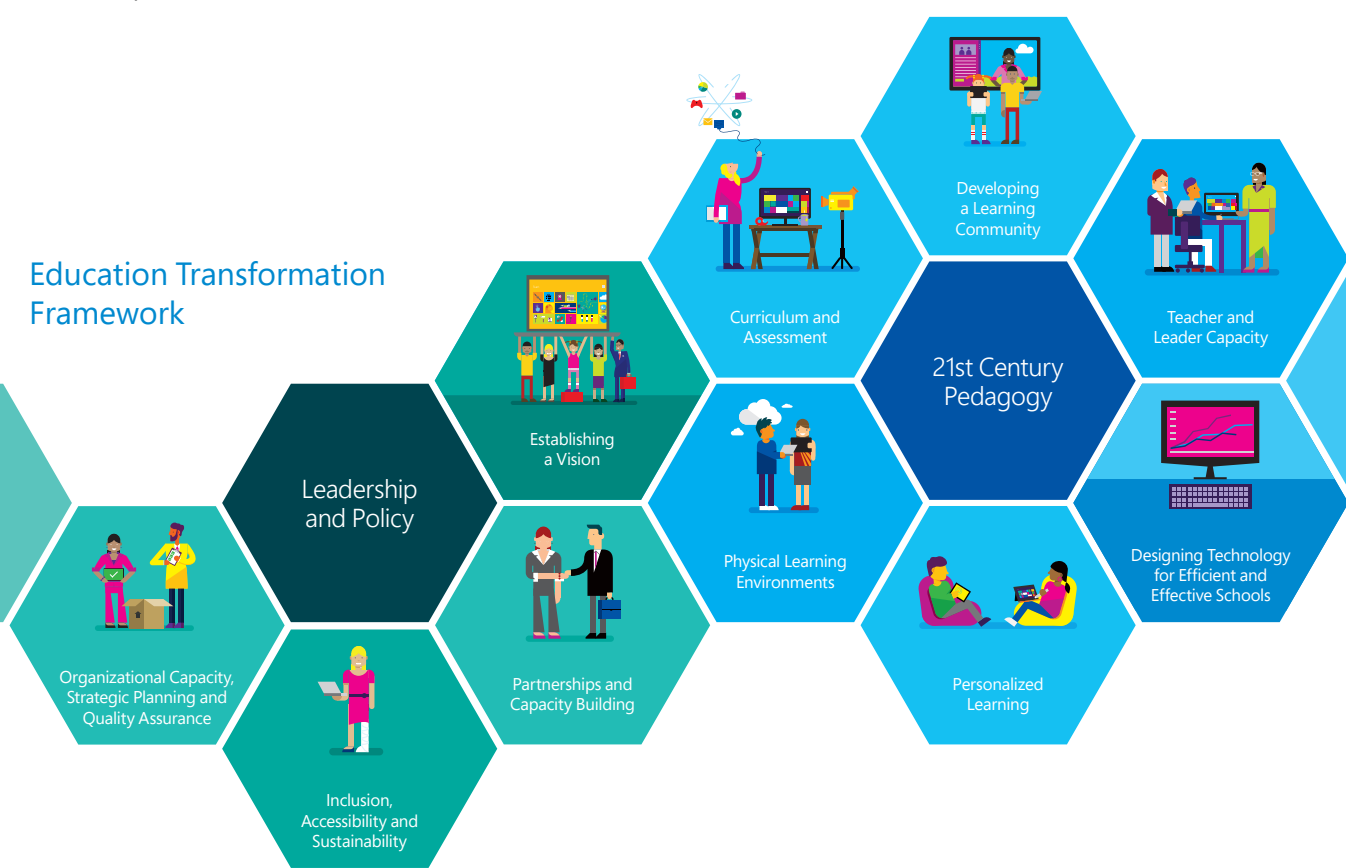 Education Transformation
Framework
Leadership
and Policy
Establishing
a Vision
Organizational Capacity,
Strategic Planning and
Quality Assurance
Inclusion,
Accessibility and
Sustainability
Partnerships and
Capacity Building
21st Century
Pedagogy
Developing
a Learning
Community
Curriculum and
Assessment
Teacher and
Leader Capacity
Physical Learning
Environments
Personalized
Learning
Designing Technology
for Efficient and
Effective Schools